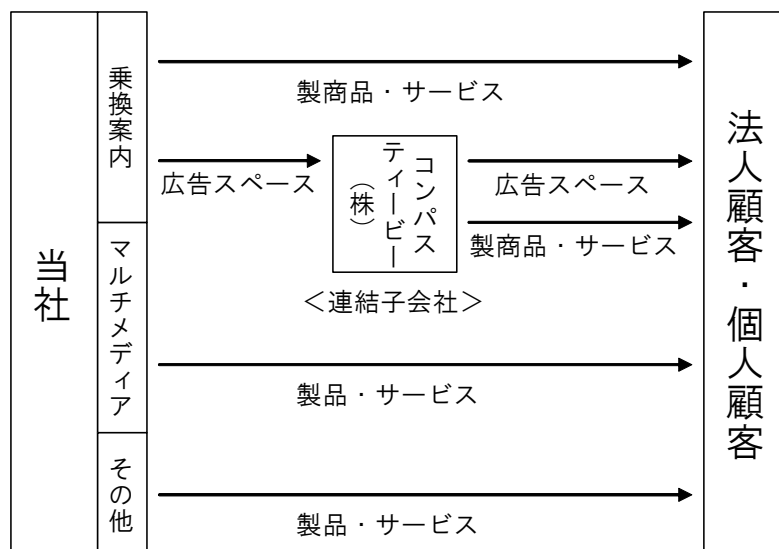 当社
乗換案内
マルチメディア
その他
製商品・サービス
広告スペース
コンパス
ティービー
（株）
＜連結子会社＞
広告スペース
製商品・サービス
製品・サービス
製品・サービス
法人顧客・個人顧客